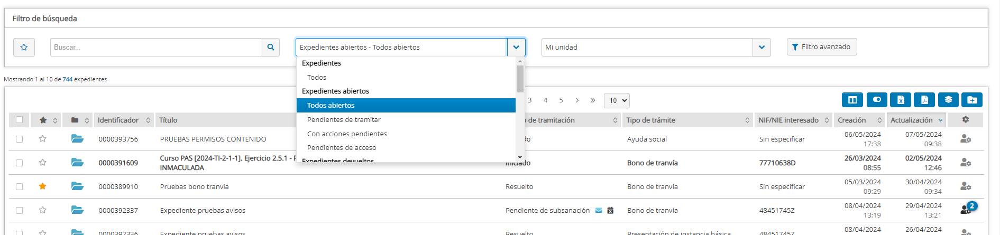 Filtro de búsqueda
Buscar...
Expedientes abiertos - Todos abiertos
Mi unidad
Filtro avanzado
Expedientes
Todos
Expedientes abiertos
Todos abiertos
Pendientes de tramitar
Con acciones pendientes
Pendientes de acceso
Expedientes devueltos
Mostrando 1 al 10 de 744 expedientes
3 4 5 10
Identificador Título de tramitación Tipo de trámite NIF/NIE interesado Creación Actualización
0000393756 PRUEBAS PERMISOS CONTENIDO Ayuda social Sin especificar 06/05/2024 17:38 07/05/2024 09:38
0000391609 Curso PAS [2024-TI-2-1-1]. Ejercicio 2.5.1 - INMACULADA Iniciado Bono de tranvía 77710638D 26/03/2024 08:55 02/05/2024 12:46
0000389910 Pruebas bono tranvía Resuelto Bono de tranvía Sin especificar 05/03/2024 09:29 30/04/2024 09:34
0000392337 Expediente pruebas avisos Pendiente de subsanación Bono de tranvía 48451745Z 08/04/2024 13:19 29/04/2024 13:21 2
0000392336 Expediente pruebas avisos Resuelto Presentación de instancia básica 48451745Z 08/04/2024 26/04/2024